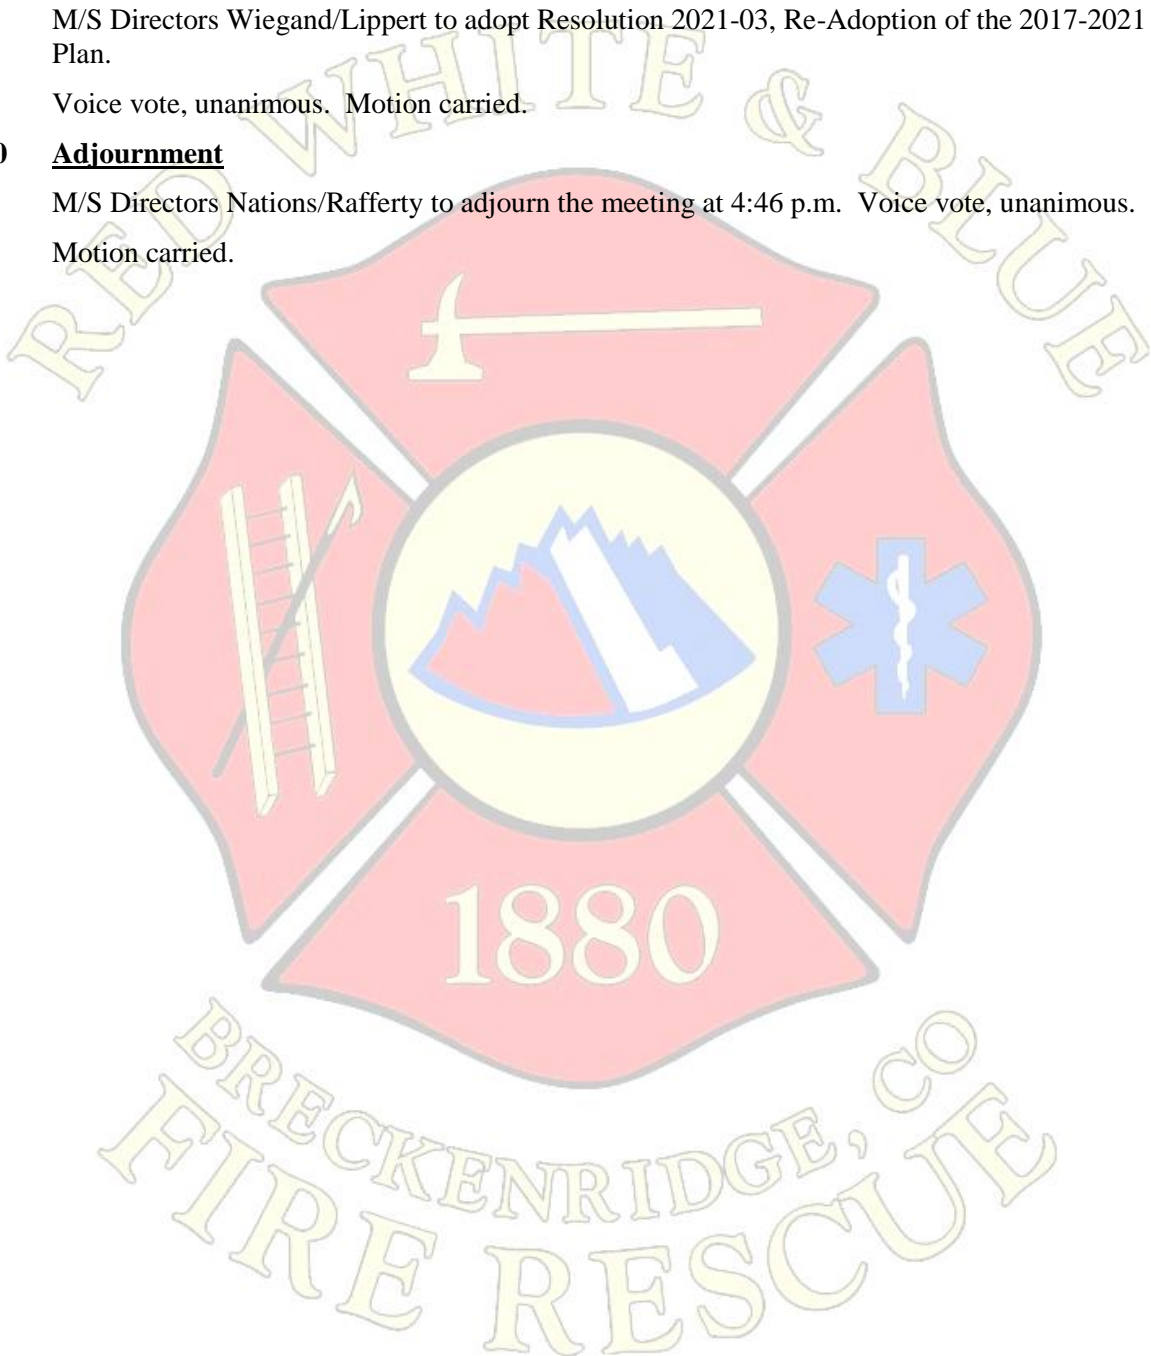 M/S Directors Wiegand/Lippert to adopt Resolution 2021-03, Re-Adoption of the 2017-2021
Plan.
Voice vote, unanimous.  Motion carried.
0 Adjournment
M/S Directors Nations/Rafferty to adjourn the meeting at 4:46 p.m.  Voice vote, unanimous.
Motion carried.
RED WHITE & BLUE
1880
BRECKENRIDGE, CO
FIRE RESCUE